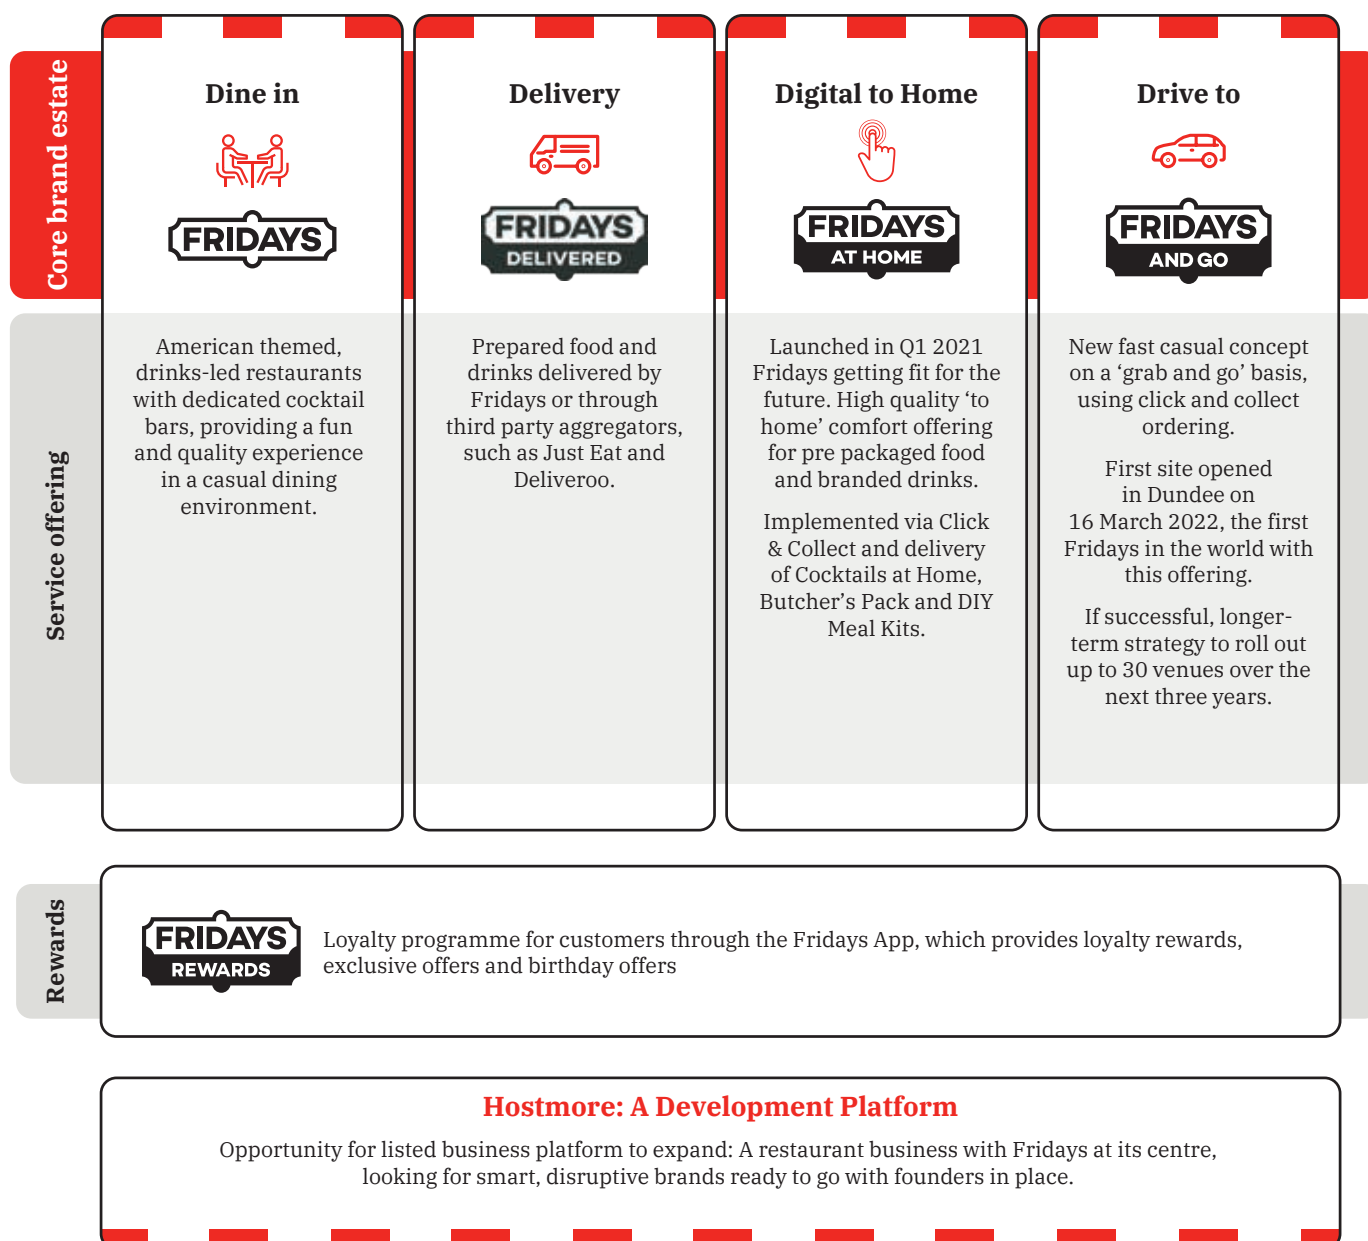 Core brand estate
Dine in
FRIDAYS
Delivery
FRIDAYS
DELIVERED
Digital to Home
FRIDAYS
AT HOME
Drive to
FRIDAYS
AND GO
Service offering
American themed,
drinks-led restaurants
with dedicated cocktail
bars, providing a fun
and quality experience
in a casual dining
environment.
Prepared food and
drinks delivered by
Fridays or through
third party aggregators,
such as Just Eat and
Deliveroo.
Launched in Q1 2021
Fridays getting fit for the
future. High quality ‘to
home’ comfort offering
for pre packaged food
and branded drinks.
Implemented via Click
& Collect and delivery
of Cocktails at Home,
Butcher’s Pack and DIY
Meal Kits.
New fast casual concept
on a ‘grab and go’ basis,
using click and collect
ordering.
First site opened
in Dundee on
16 March 2022, the first
Fridays in the world with
this offering.
If successful, longer-
term strategy to roll out
up to 30 venues over the
next three years.
Rewards
FRIDAYS
REWARDS
Loyalty programme for customers through the Fridays App, which provides loyalty rewards,
exclusive offers and birthday offers
Hostmore: A Development Platform
Opportunity for listed business platform to expand: A restaurant business with Fridays at its centre,
looking for smart, disruptive brands ready to go with founders in place.